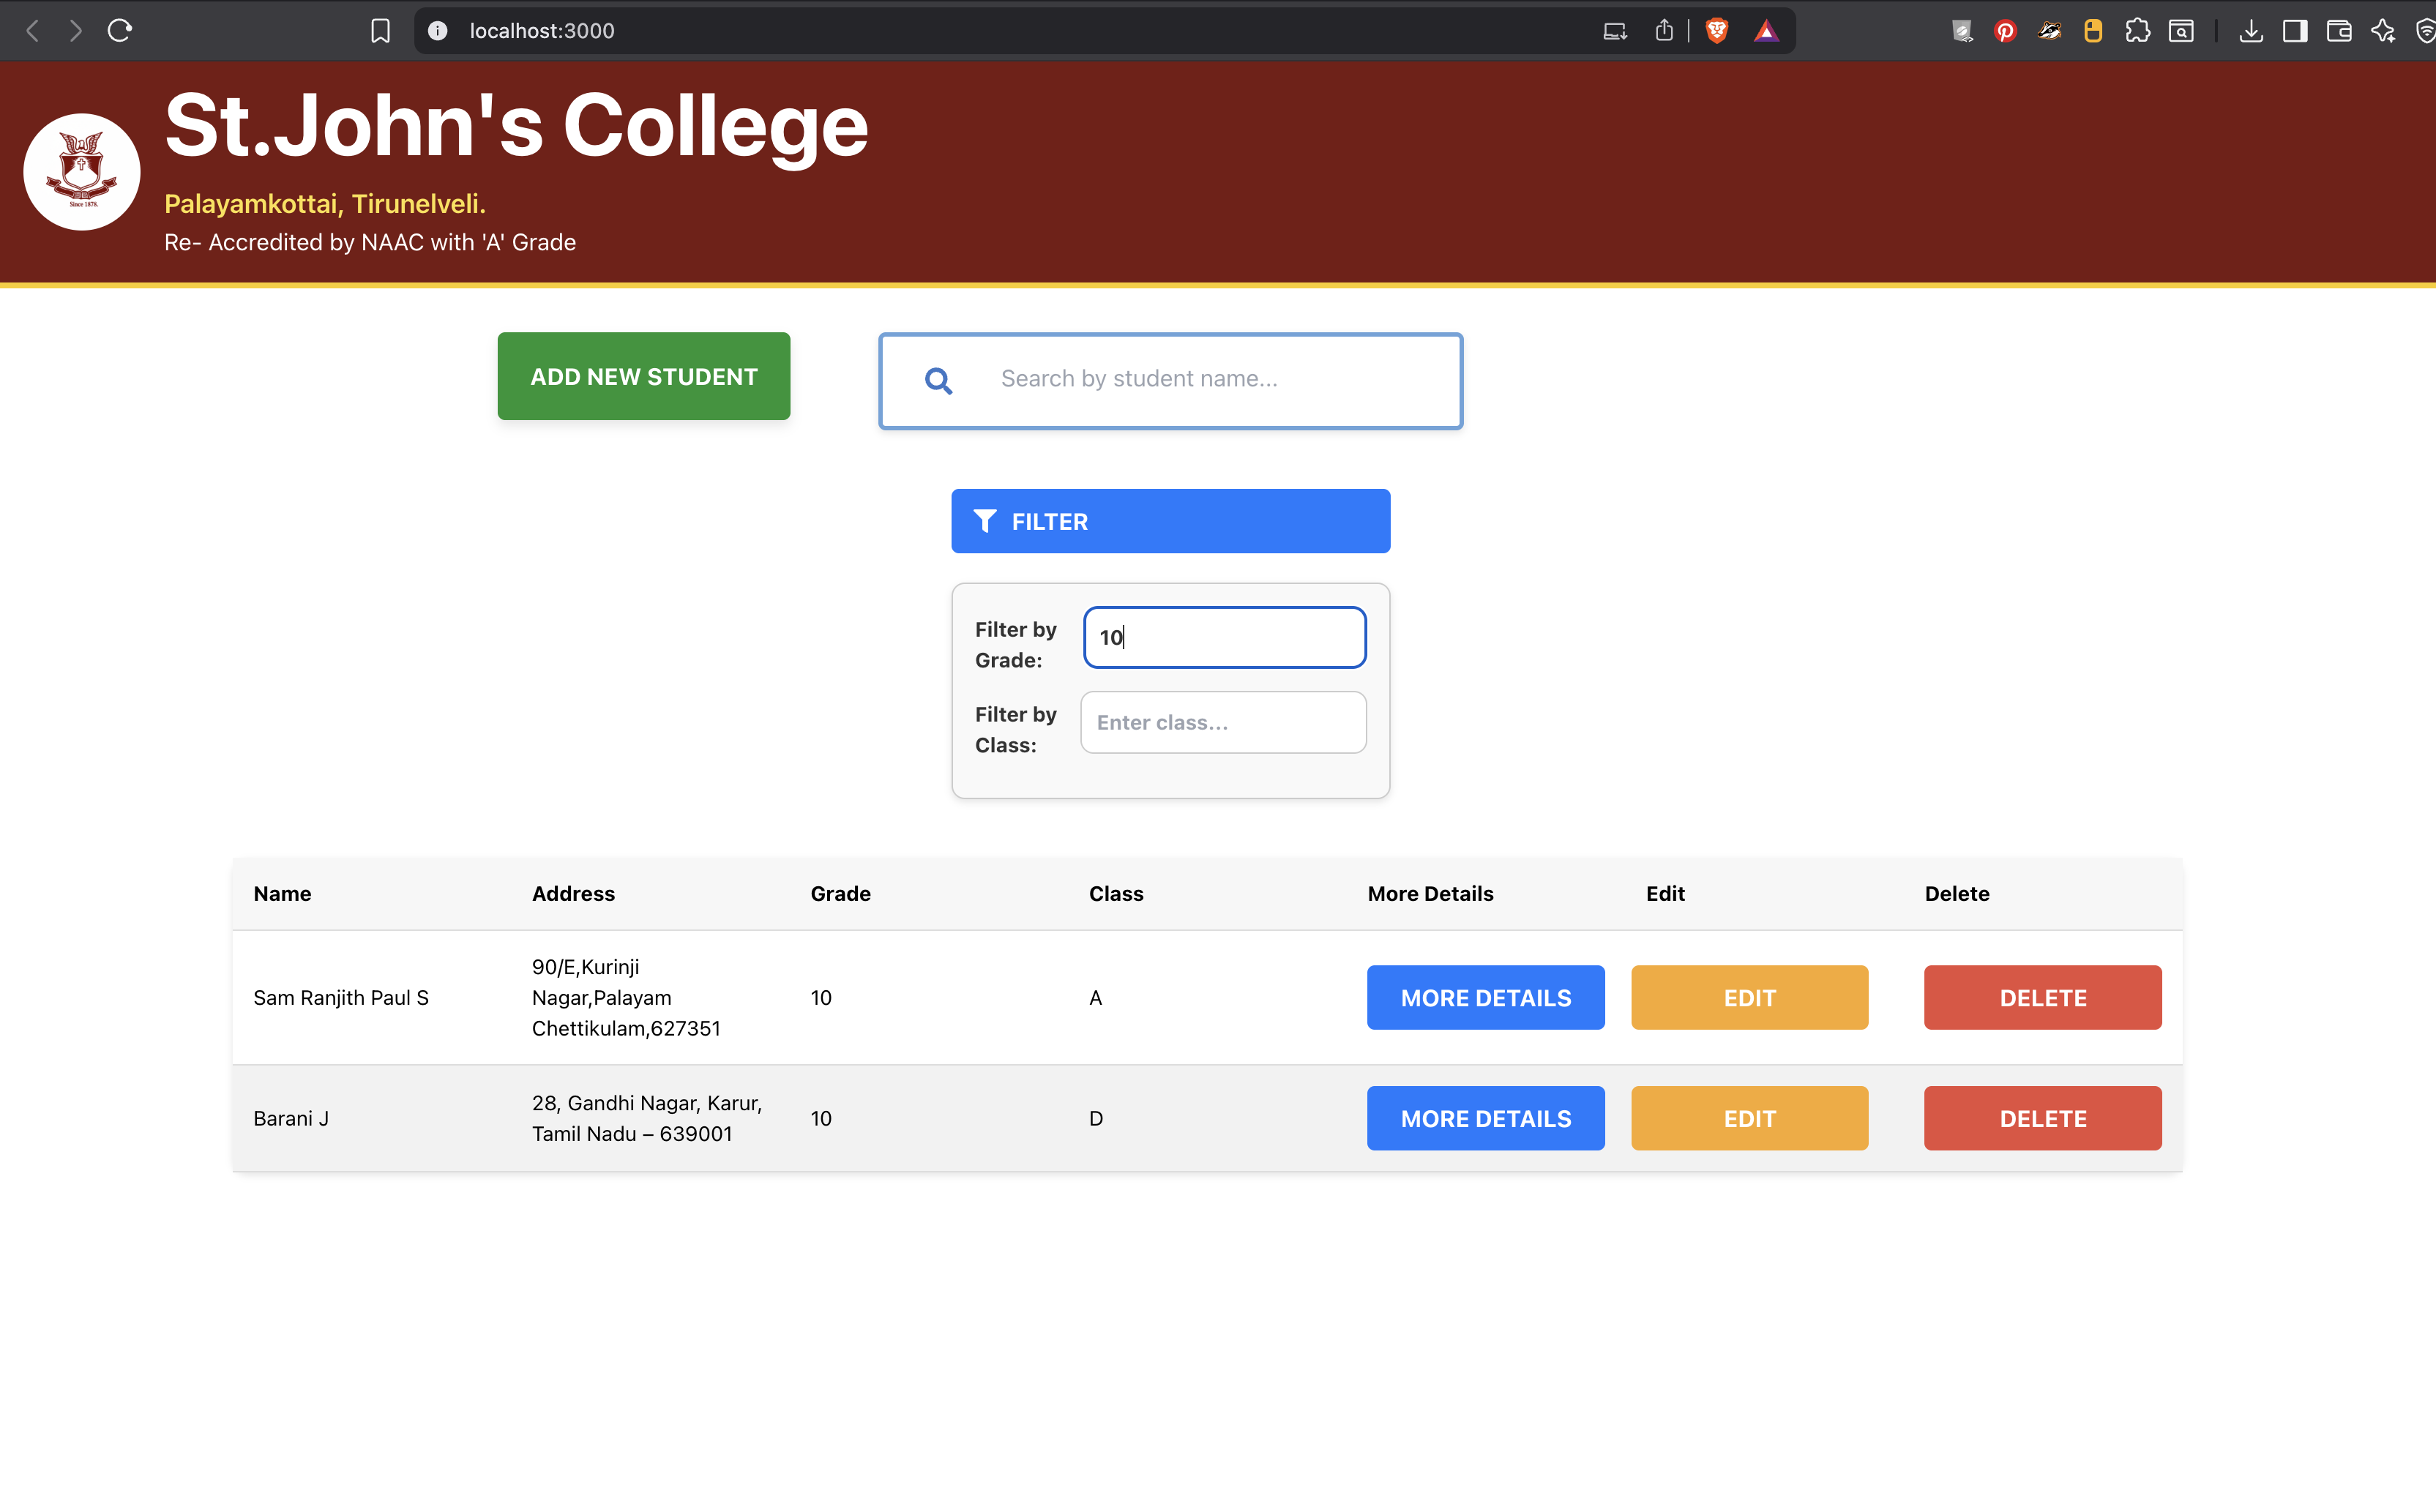 localhost:3000
St.John's College
Since 1878.
Palayamkottai, Tirunelveli.
Re- Accredited by NAAC with 'A' Grade
ADD NEW STUDENT
Search by student name...
FILTER
Filter by
Grade:
10
Filter by
Class:
Enter class...
Name Address Grade Class More Details Edit Delete
Sam Ranjith Paul S
90/E,Kurinji
Nagar,Palayam
Chettikulam,627351
10
A
MORE DETAILS
EDIT
DELETE
Barani J
28, Gandhi Nagar, Karur,
Tamil Nadu – 639001
10
D
MORE DETAILS
EDIT
DELETE